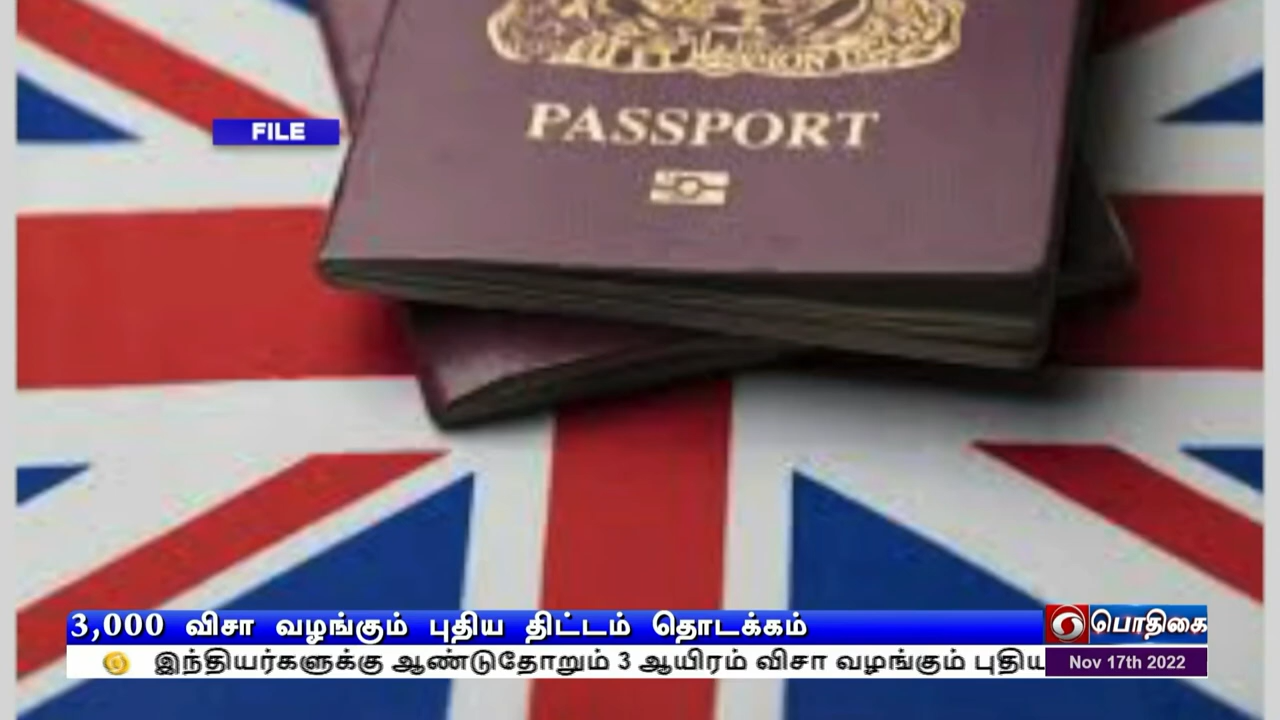 PASSPORT
FILE
3,000 விசா வழங்கும் புதிய திட்டம் தொடக்கம்
பொதிகை
இந்தியர்களுக்கு ஆண்டுதோறும் 3 ஆயிரம் விசா வழங்கும் புதிய
Nov 17th 2022